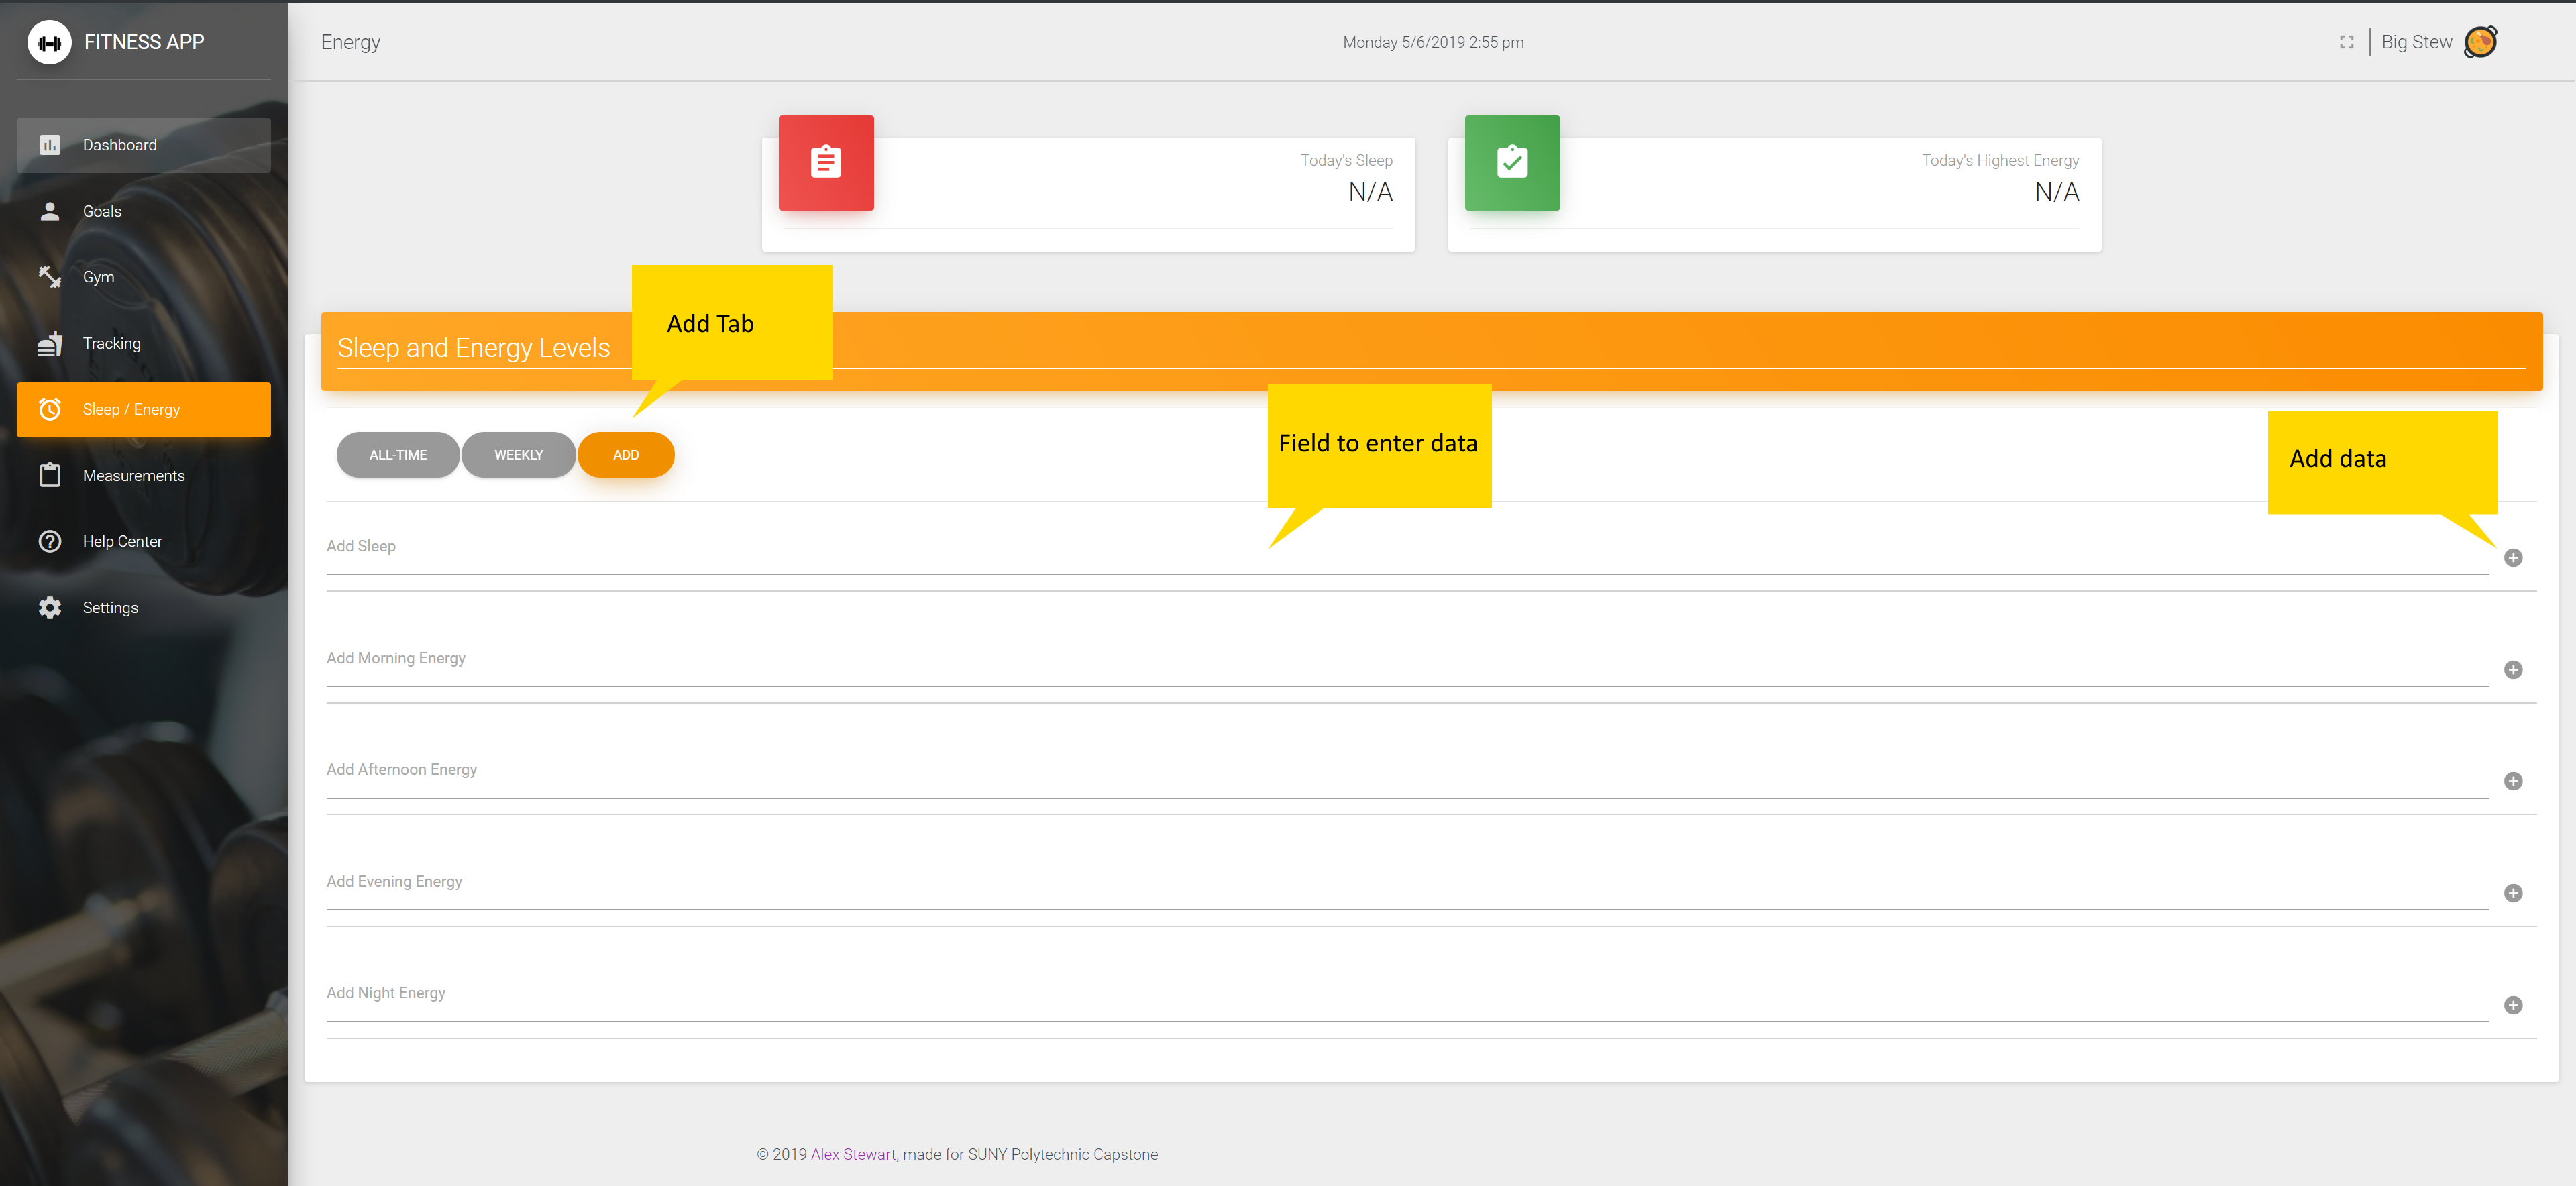 FITNESS APP
Dashboard
Goals
Gym
Tracking
Sleep / Energy
Measurements
Help Center
Settings
Energy
Monday 5/6/2019 2:55 pm
Big Stew
Today's Sleep
N/A
Today's Highest Energy
N/A
Add Tab
Sleep and Energy Levels
Field to enter data
Add data
ALL-TIME
WEEKLY
ADD
Add Sleep
Add Morning Energy
Add Afternoon Energy
Add Evening Energy
Add Night Energy
© 2019 Alex Stewart, made for SUNY Polytechnic Capstone